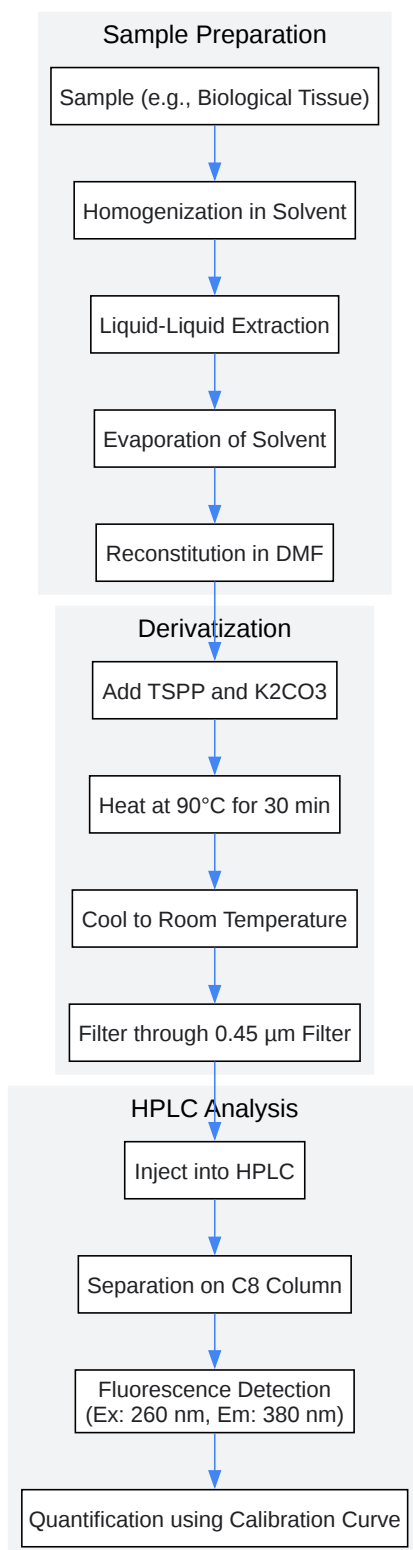 Sample Preparation
Sample (e.g., Biological Tissue)
Homogenization in Solvent
Liquid-Liquid Extraction
Evaporation of Solvent
Reconstitution in DMF
Derivatization
Add TSPP and K2CO3
Heat at 90°C for 30 min
Cool to Room Temperature
Filter through 0.45 µm Filter
HPLC Analysis
Inject into HPLC
Separation on C8 Column
Fluorescence Detection
(Ex: 260 nm, Em: 380 nm)
Quantification using Calibration Curve